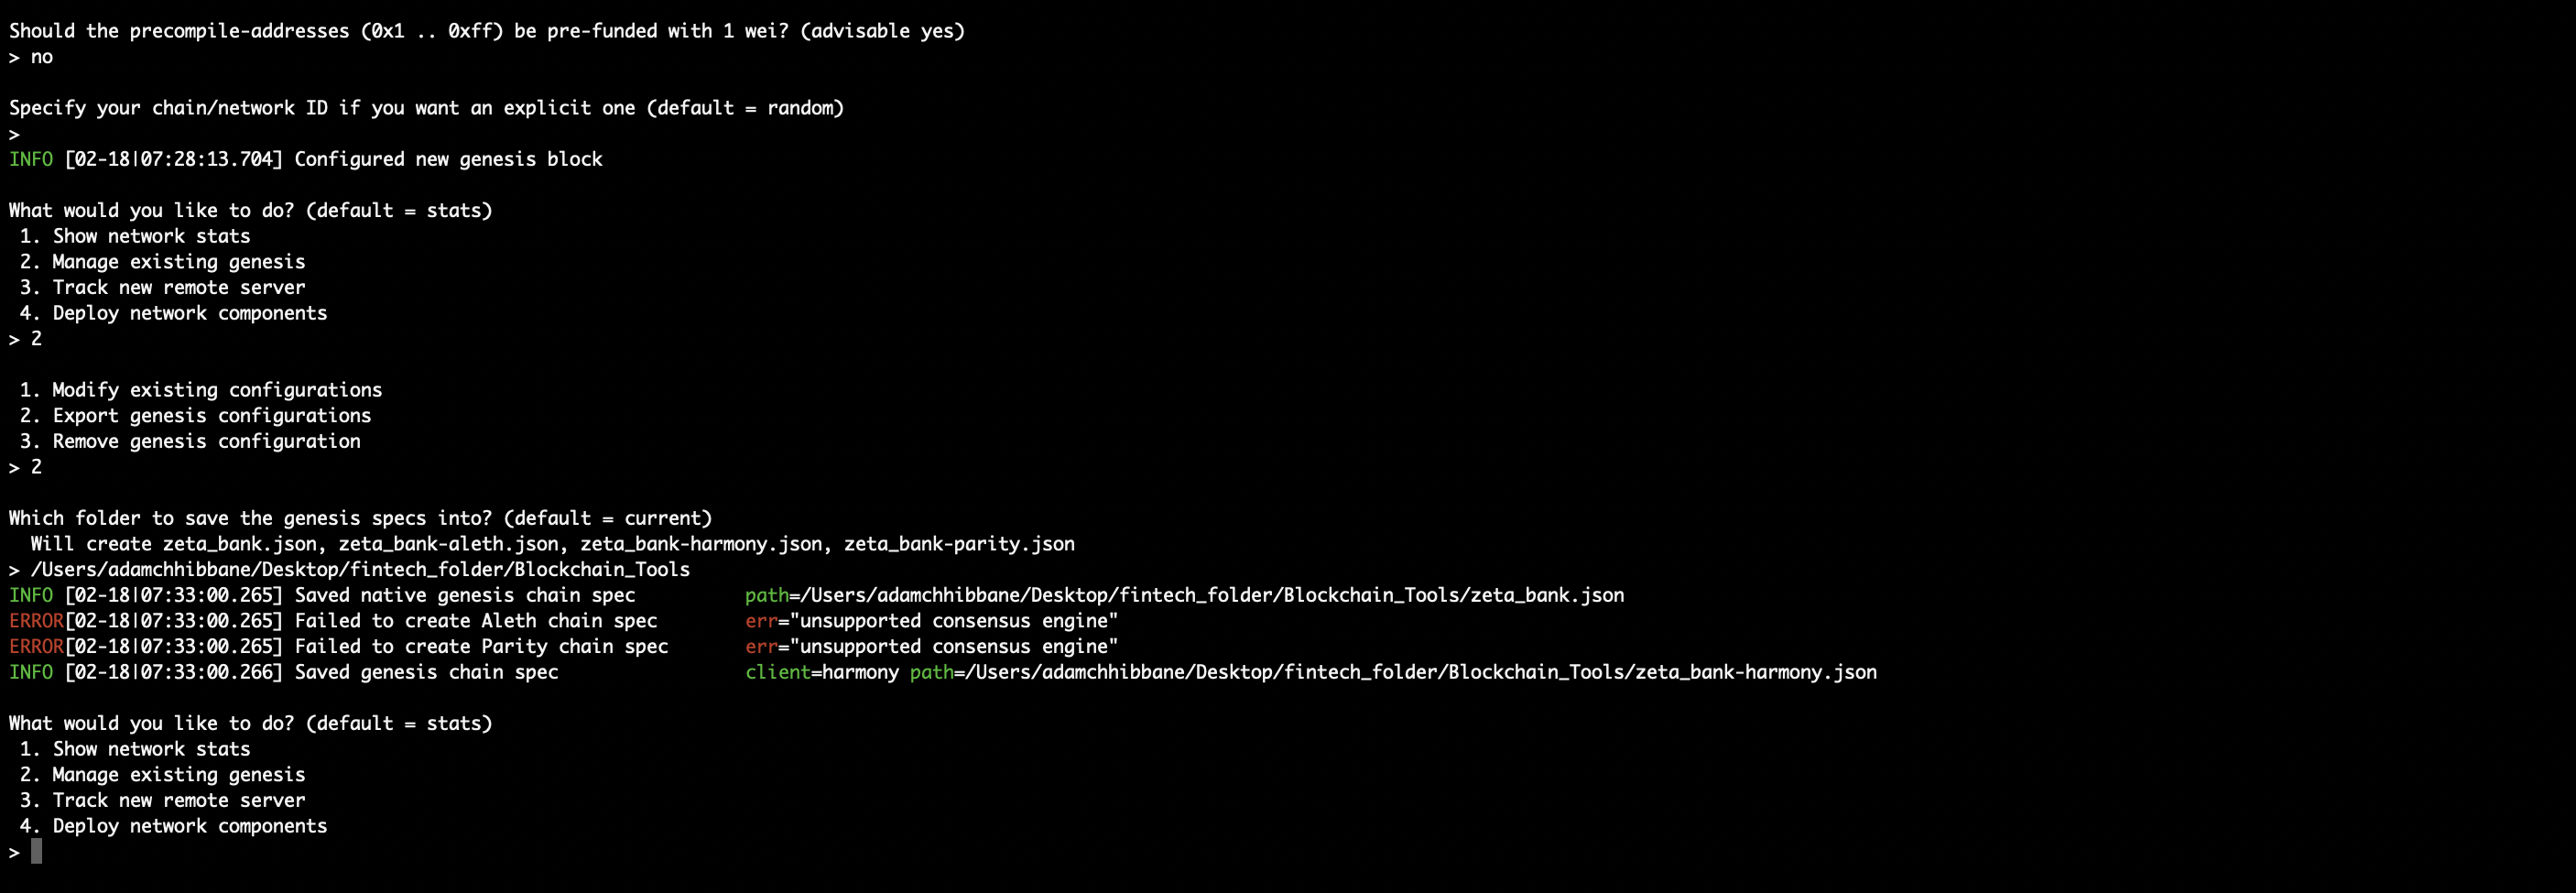 Should the precompile-addresses (0x1 .. 0xff) be pre-funded with 1 wei? (advisable yes)
> no
Specify your chain/network ID if you want an explicit one (default = random)
>
INFO [02-18|07:28:13.704] Configured new genesis block
What would you like to do? (default = stats)
1. Show network stats
2. Manage existing genesis
3. Track new remote server
4. Deploy network components
> 2
1. Modify existing configurations
2. Export genesis configurations
3. Remove genesis configuration
> 2
Which folder to save the genesis specs into? (default = current)
Will create zeta_bank.json, zeta_bank-aleth.json, zeta_bank-harmony.json, zeta_bank-parity.json
> /Users/adamchhibbane/Desktop/fintech_folder/Blockchain_Tools
INFO [02-18|07:33:00.265] Saved native genesis chain spec path=/Users/adamchhibbane/Desktop/fintech_folder/Blockchain_Tools/zeta_bank.json
ERROR[02-18|07:33:00.265] Failed to create Aleth chain spec err="unsupported consensus engine"
ERROR[02-18|07:33:00.265] Failed to create Parity chain spec err="unsupported consensus engine"
INFO [02-18|07:33:00.266] Saved genesis chain spec client=harmony path=/Users/adamchhibbane/Desktop/fintech_folder/Blockchain_Tools/zeta_bank-harmony.json
What would you like to do? (default = stats)
1. Show network stats
2. Manage existing genesis
3. Track new remote server
4. Deploy network components
>